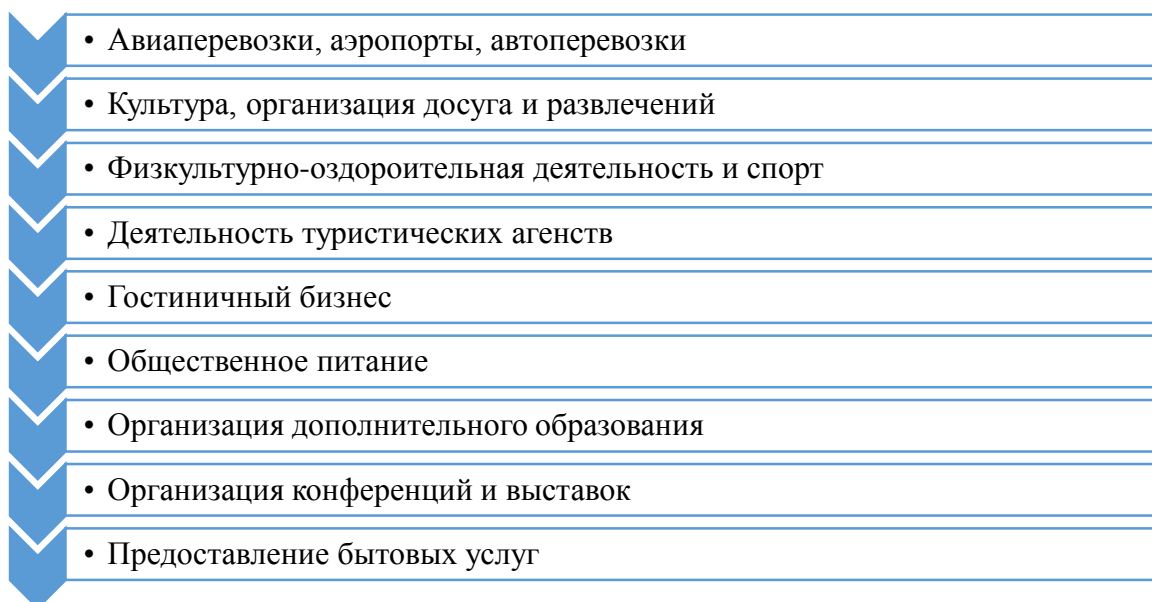 • Авиаперевозки, аэропорты, автоперевозки
• Культура, организация досуга и развлечений
• Физкультурно-оздороительная деятельность и спорт
• Деятельность туристических агенств
• Гостиничный бизнес
• Общественное питание
• Организация дополнительного образования
• Организация конференций и выставок
• Предоставление бытовых услуг